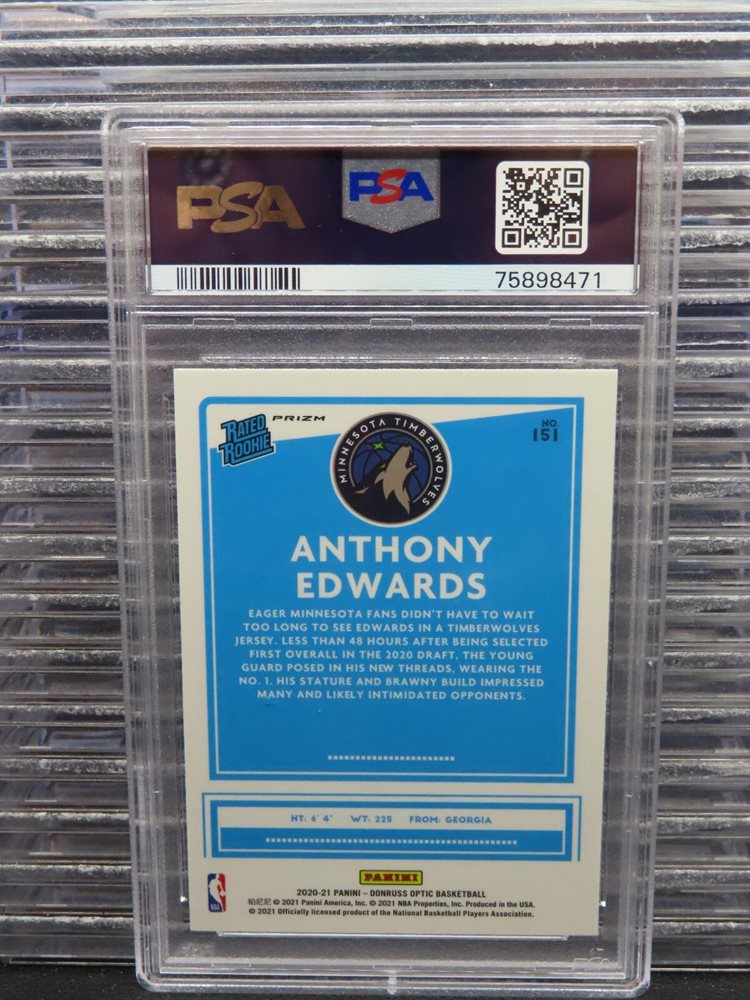 PSA
PSA
75898471
RATED ROOKIE
PRIZM
MINNESOTA TIMBERWOLVES
NO. 151
ANTHONY
EDWARDS
EAGER MINNESOTA FANS DIDN'T HAVE TO WAIT
TOO LONG TO SEE EDWARDS IN A TIMBERWOLVES
JERSEY. LESS THAN 48 HOURS AFTER BEING SELECTED
FIRST OVERALL IN THE 2020 DRAFT, THE YOUNG
GUARD POSED IN HIS NEW THREADS, WEARING THE
NO. 1. HIS STATURE AND BRAWNY BUILD IMPRESSED
MANY AND LIKELY INTIMIDATED OPPONENTS.
HT: 6' 4" WT: 225 FROM: GEORGIA
PANINI
2020-21 PANINI – DONRUSS OPTIC BASKETBALL
帕尼尼 © 2021 Panini America, Inc. © 2021 NBA Properties, Inc. Produced in the USA.
© 2021 Officially licensed product of the National Basketball Players Association.
NBA
PSA